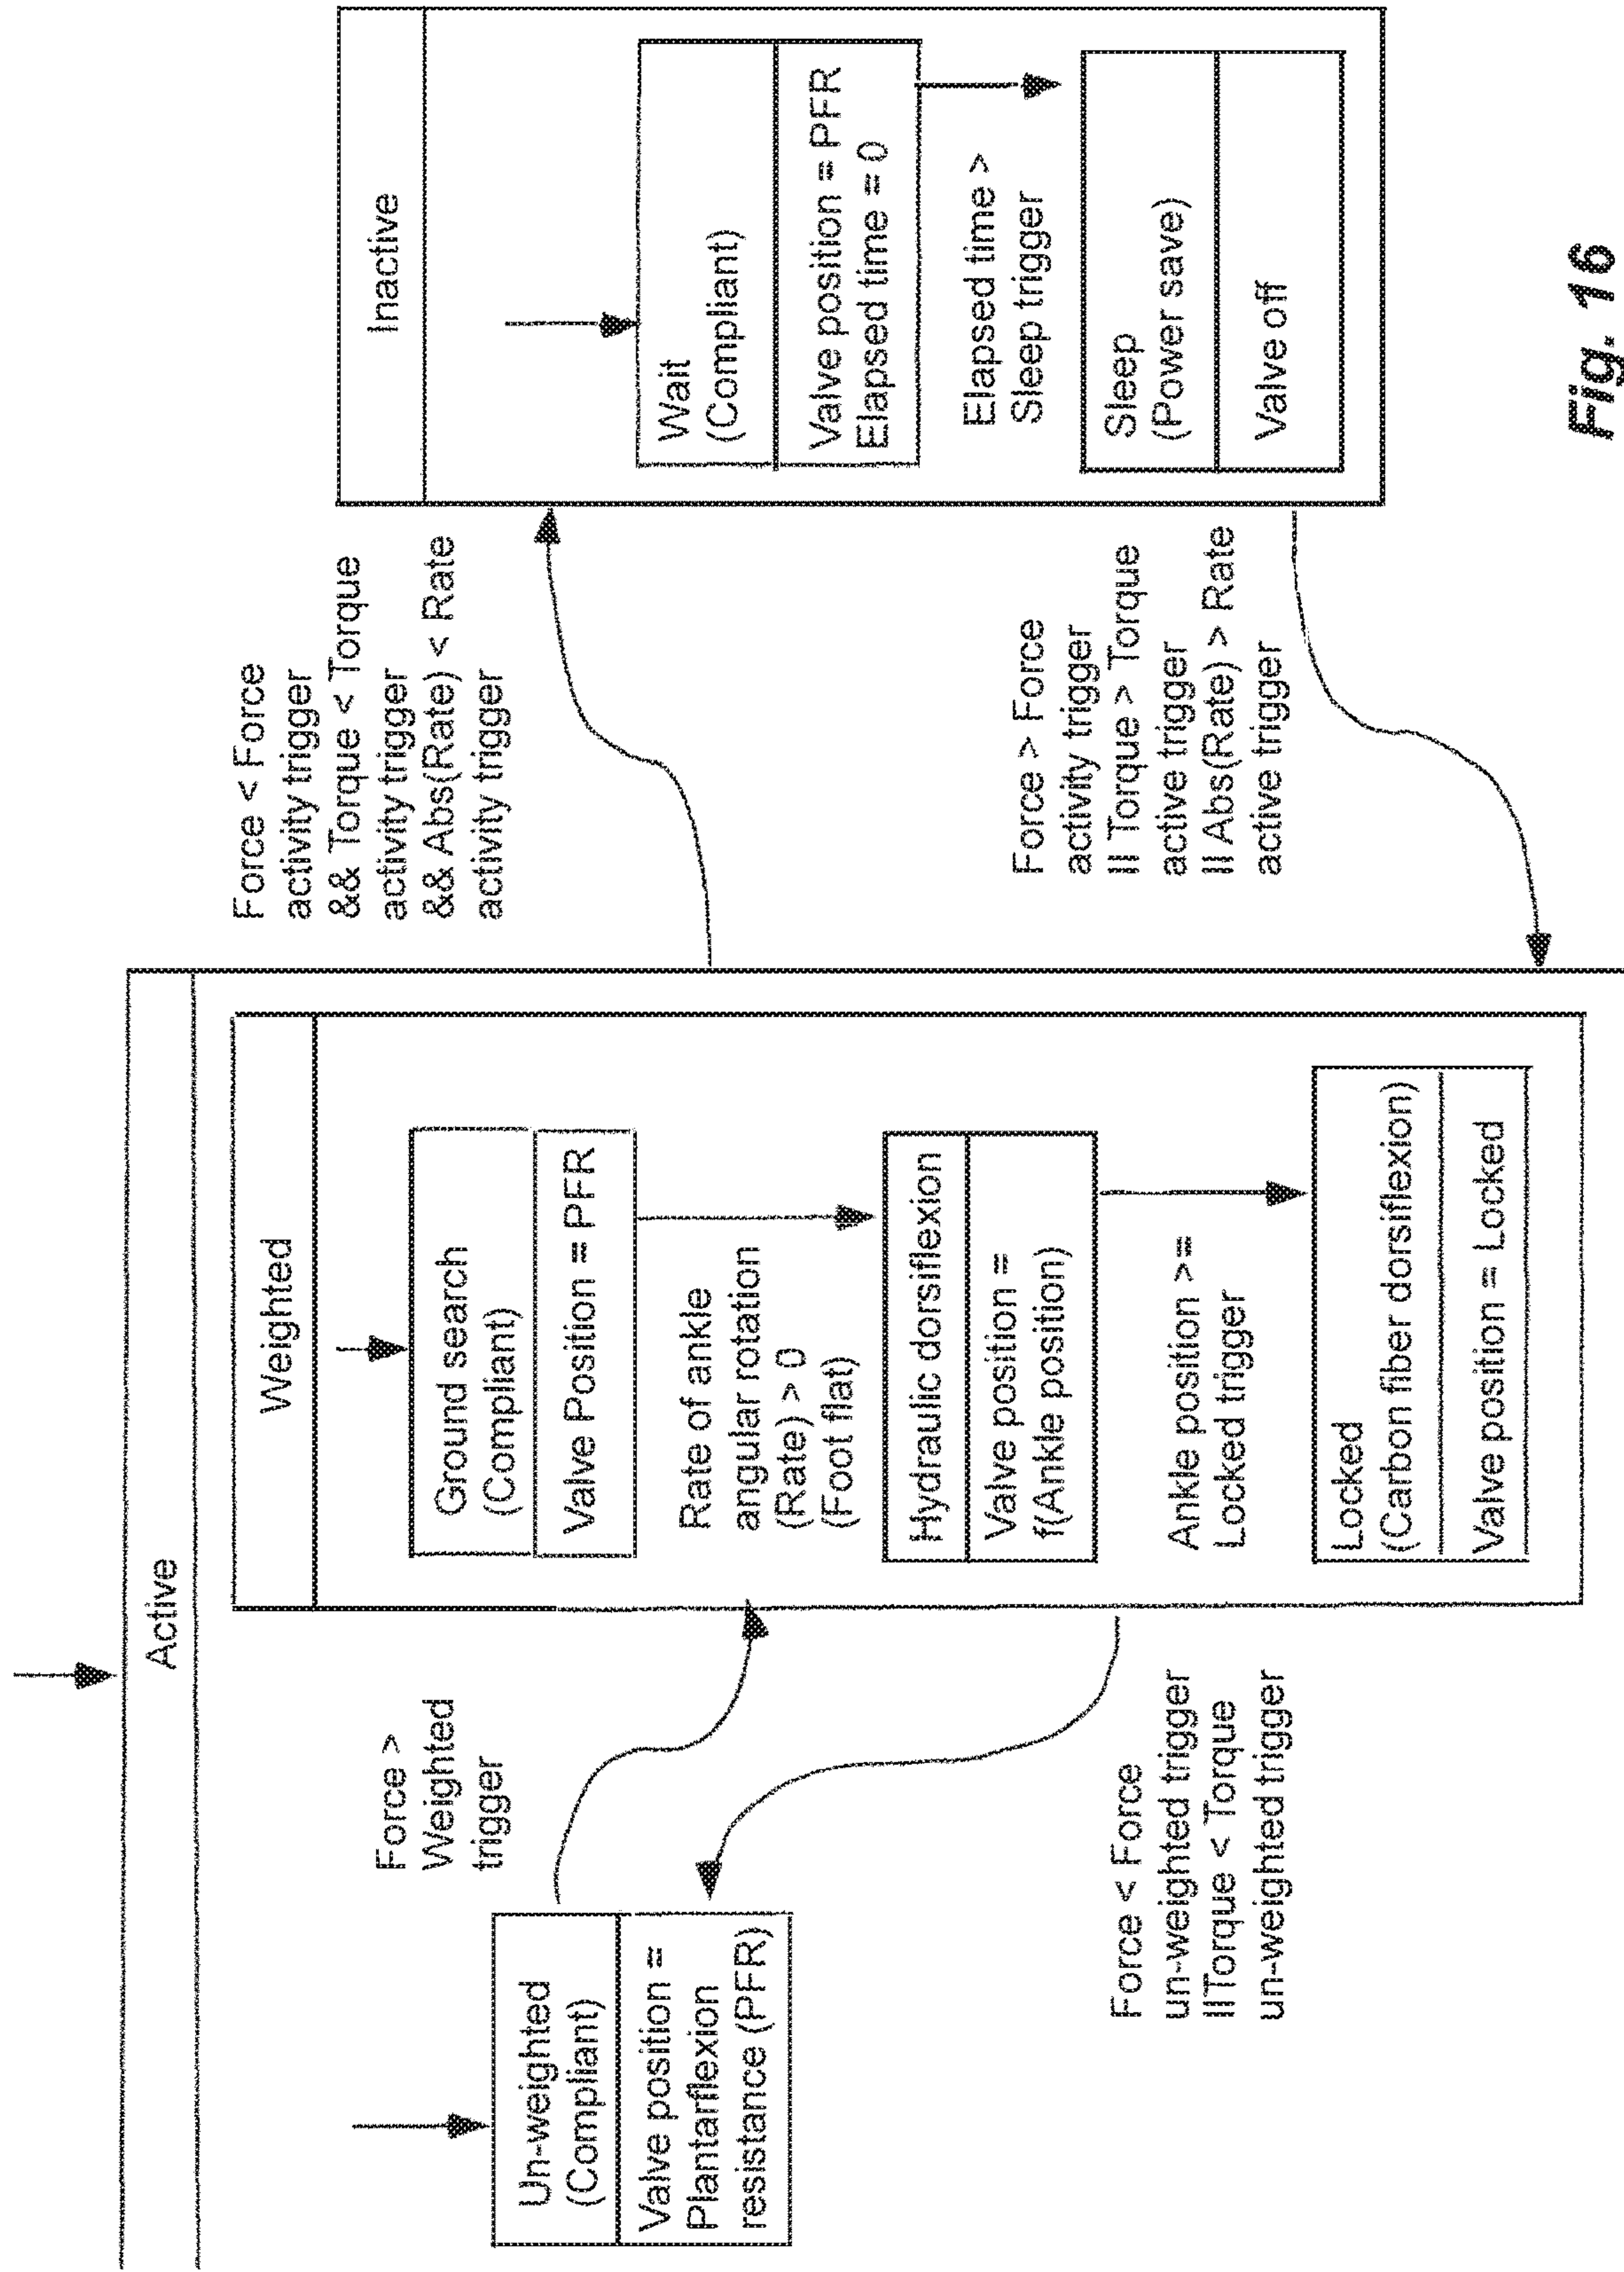 Active
Un-weighted
(Compliant)
Valve position =
Plantarflexion
resistance (PFR)
Force >
Weighted
trigger
Force < Force
un-weighted trigger
||Torque < Torque
un-weighted trigger
Weighted
Ground search
(Compliant)
Valve Position = PFR
Rate of ankle
angular rotation
(Rate) > 0
(Foot flat)
Hydraulic dorsiflexion
Valve position =
f(Ankle position)
Ankle position >=
Locked trigger
Locked
(Carbon fiber dorsiflexion)
Valve position = Locked
Force < Force
activity trigger
&& Torque < Torque
activity trigger
&& Abs(Rate) < Rate
activity trigger
Force > Force
activity trigger
||| Torque > Torque
active trigger
||| Abs(Rate) > Rate
active trigger
Inactive
Wait
(Compliant)
Valve position = PFR
Elapsed time = 0
Elapsed time >
Sleep trigger
Sleep
(Power save)
Valve off
Fig. 16